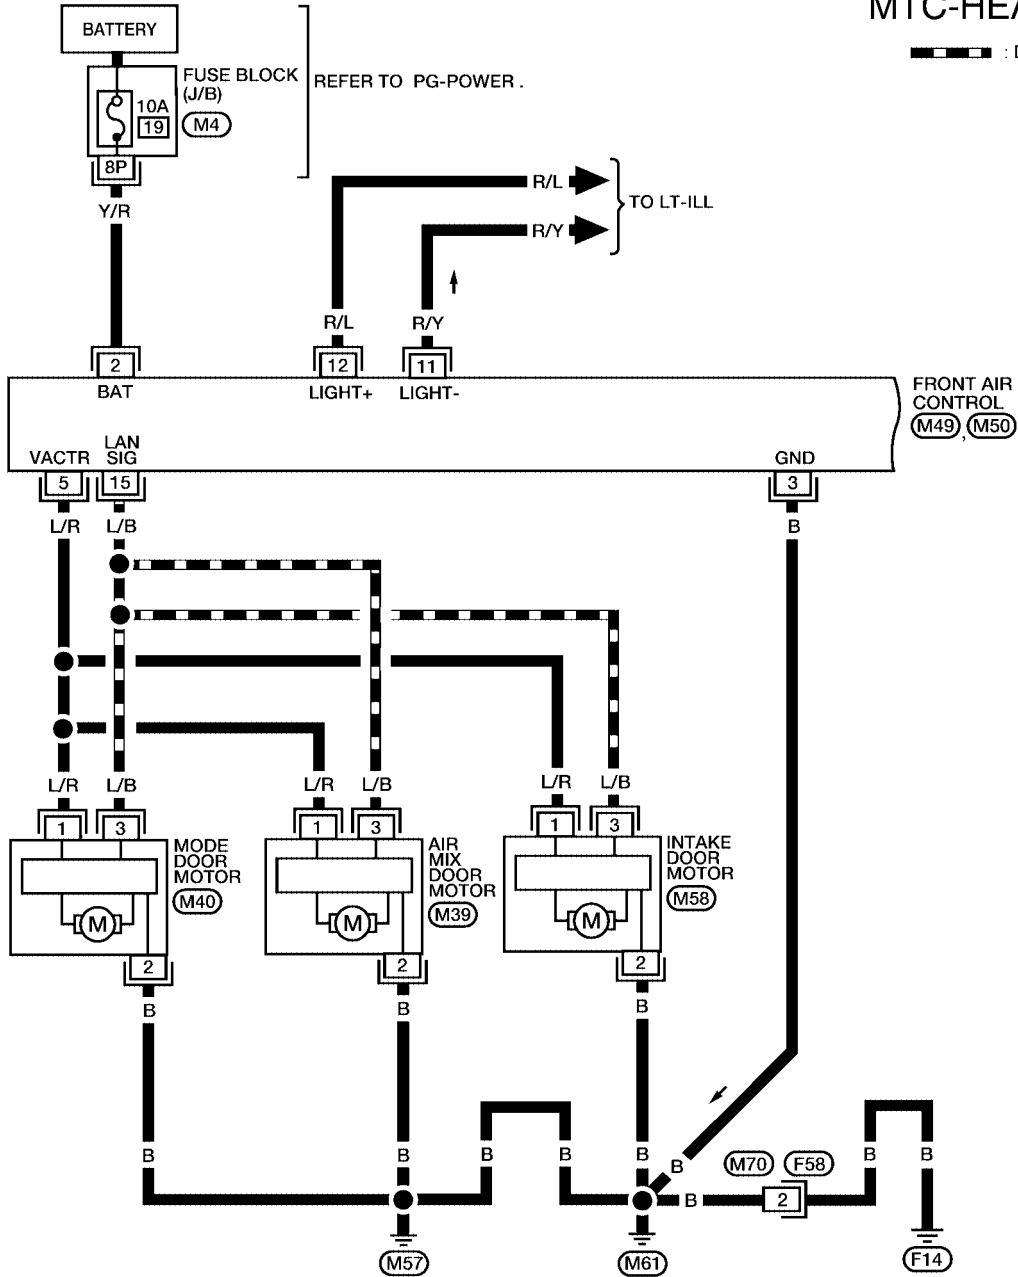 MTC-HEA
BATTERY
FUSE BLOCK
(J/B)
REFER TO PG-POWER .
10A
19
M4
8P
Y/R
R/L
TO LT-ILL
R/Y
R/L
R/Y
2
12
11
BAT
LIGHT+
LIGHT-
FRONT AIR
CONTROL
M49 , M50
LAN
VACTR
SIG
GND
5
15
3
L/R
L/B
B
L/R
L/B
L/R
L/B
L/R
L/B
1
3
1
3
1
3
MODE
DOOR
MOTOR
M40
AIR
MIX
DOOR
MOTOR
M39
INTAKE
DOOR
MOTOR
M58
M
M
M
2
2
2
B
B
B
B
B
B
B
B
B
B
M70
F58
B
B
2
M57
M61
F14